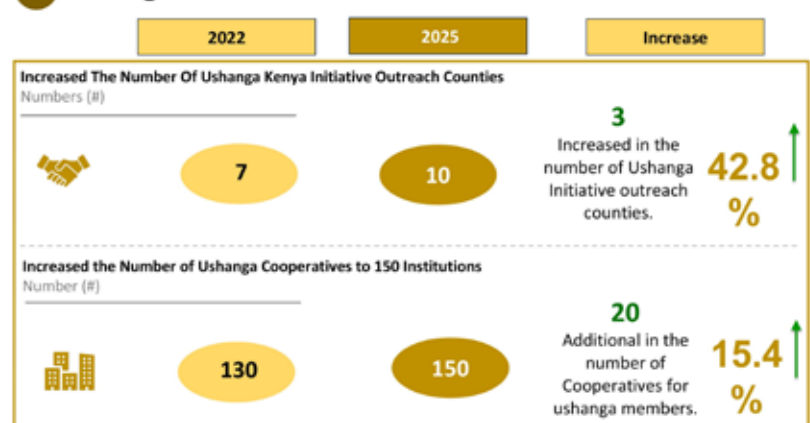 2022
2025
Increase
Increased The Number Of Ushanga Kenya Initiative Outreach Counties
Numbers (#)
7
10
3
Increased in the
number of Ushanga
Initiative outreach
counties.
42.8
%
Increased the Number of Ushanga Cooperatives to 150 Institutions
Number (#)
130
150
20
Additional in the
number of
Cooperatives for
ushanga members.
15.4
%